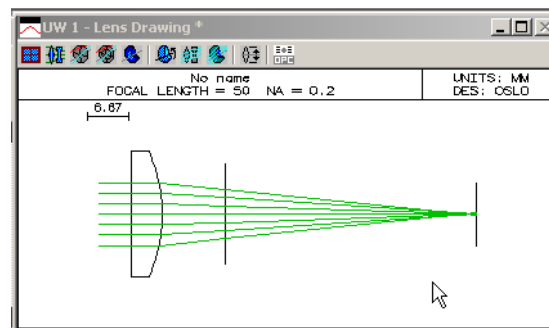 UW 1 - Lens Drawing *
No name
FOCAL LENGTH = 50 NA = 0.2
UNITS: MM
DES: OSLO
6.67